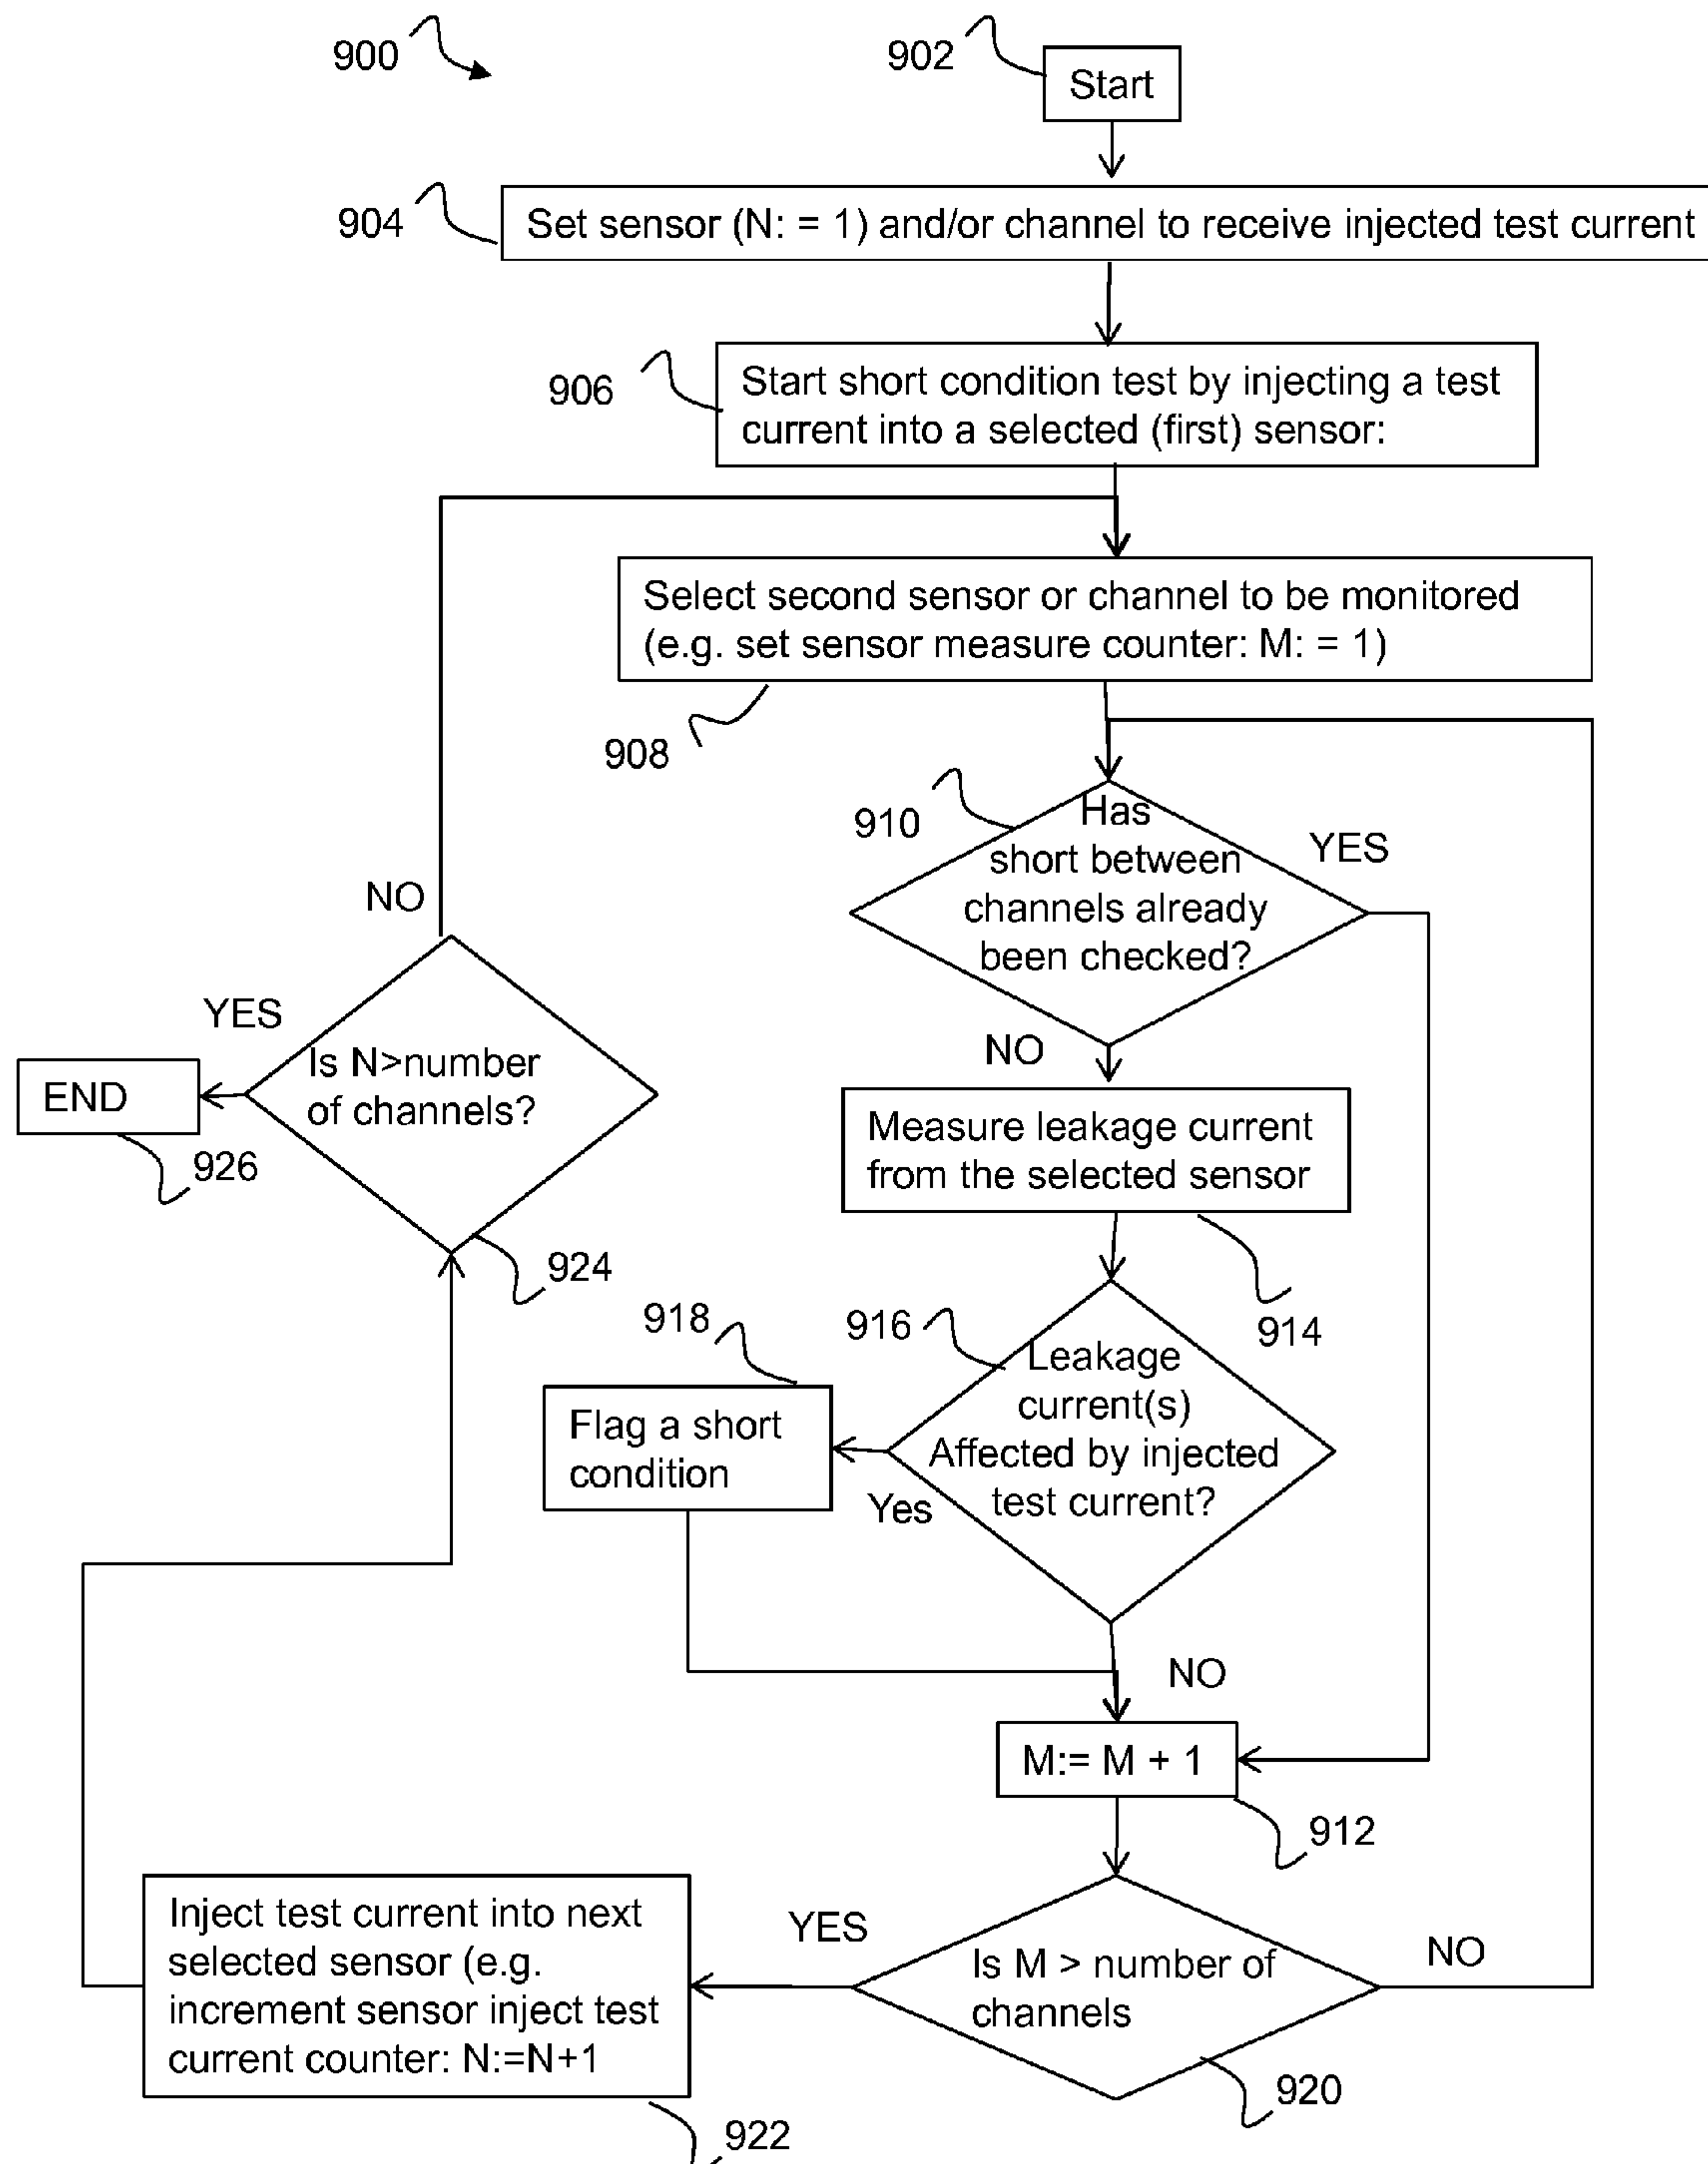 900
902
Start
904
Set sensor (N: = 1) and/or channel to receive injected test current
906
Start short condition test by injecting a test
current into a selected (first) sensor:
Select second sensor or channel to be monitored
(e.g. set sensor measure counter: M: = 1)
908
910
Has
short between
channels already
been checked?
YES
NO
NO
YES
Is N>number
of channels?
END
926
924
Measure leakage current
from the selected sensor
914
918
916
Leakage
current(s)
Affected by injected
test current?
Flag a short
condition
Yes
NO
M:= M + 1
912
Inject test current into next
selected sensor (e.g.
increment sensor inject test
current counter: N:=N+1
YES
Is M > number of
channels
NO
920
922